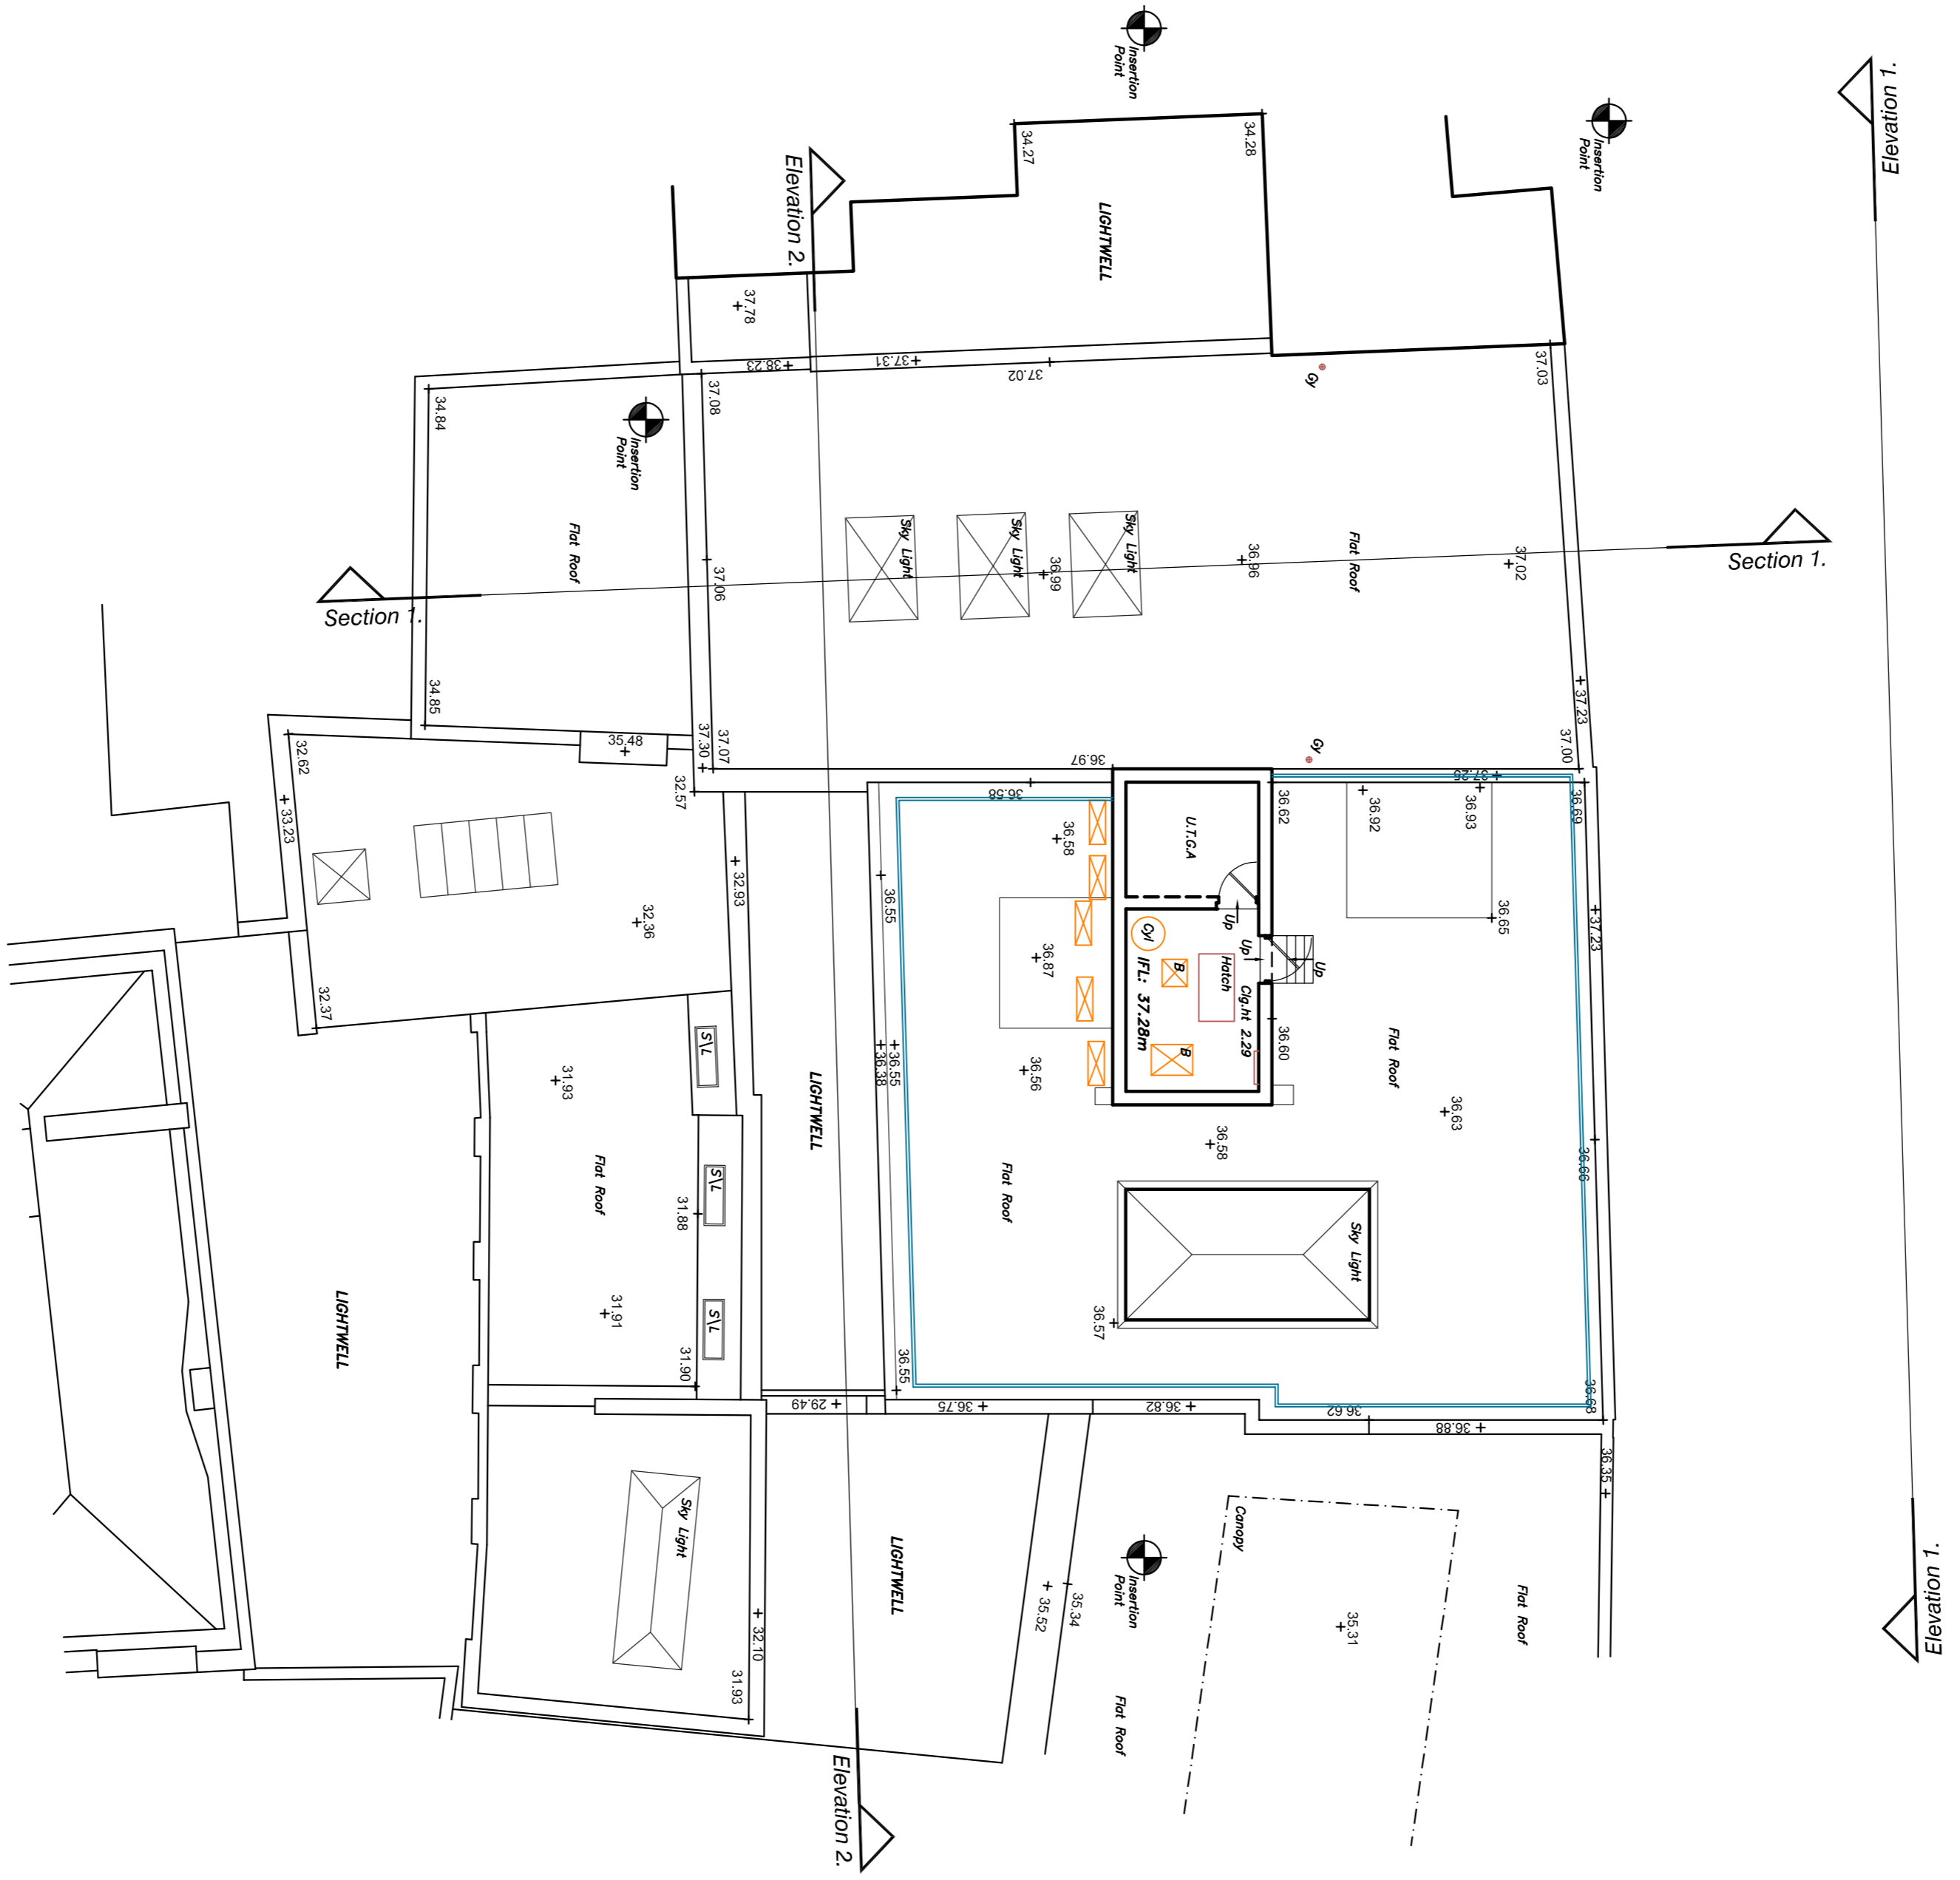 Elevation 1.
Insertion
Point
Insertion
Point
34.28
34.27
LIGHTWELL
Elevation 2.
37.78
38.23
37.31
37.02
Gy
37.03
37.08
34.84
Insertion
Point
Flat Roof
Sky Light
Sky Light
Sky Light
36.99
36.96
Flat Roof
37.02
Section 1.
37.06
Section 1.
34.85
35.48
37.30
37.07
36.97
Gy
37.23
37.00
32.62
33.23
32.57
36.58
36.58
U.T.G.A
36.62
36.92
37.25
36.93
36.69
32.93
32.36
36.55
36.87
Cyl
Up
Up
Up
B
Hatch
IFL: 37.28m
Clg.ht 2.29
B
36.65
37.23
32.37
S\L
31.93
36.55
36.38
36.56
36.60
Flat Roof
36.63
LIGHTWELL
36.58
36.66
Flat Roof
S\L
31.88
Flat Roof
Sky Light
LIGHTWELL
31.91
S\L
31.90
36.57
36.55
29.49
36.75
36.82
36.62
36.88
36.68
36.35
Sky Light
LIGHTWELL
Canopy
Insertion
Point
35.34
35.52
35.31
Flat Roof
Flat Roof
32.10
31.93
Elevation 2.
Elevation 1.